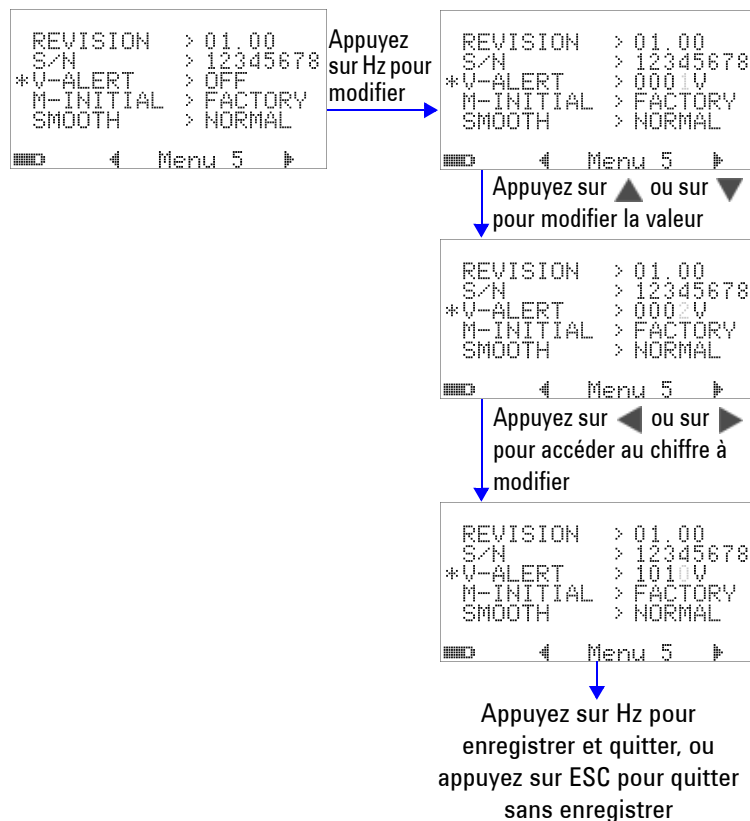 REVISION > 01.00
S/N > 12345678
*V-ALERT > OFF
M-INITIAL > FACTORY
SMOOTH > NORMAL
Menu 5
Appuyez
sur Hz pour
modifier
REVISION > 01.00
S/N > 12345678
*V-ALERT > 0001V
M-INITIAL > FACTORY
SMOOTH > NORMAL
Menu 5
Appuyez sur ▲ ou sur ▼
pour modifier la valeur
REVISION > 01.00
S/N > 12345678
*V-ALERT > 0002V
M-INITIAL > FACTORY
SMOOTH > NORMAL
Menu 5
Appuyez sur ◀ ou sur ▶
pour accéder au chiffre à
modifier
REVISION > 01.00
S/N > 12345678
*V-ALERT > 1010V
M-INITIAL > FACTORY
SMOOTH > NORMAL
Menu 5
Appuyez sur Hz pour
enregistrer et quitter, ou
appuyez sur ESC pour quitter
sans enregistrer